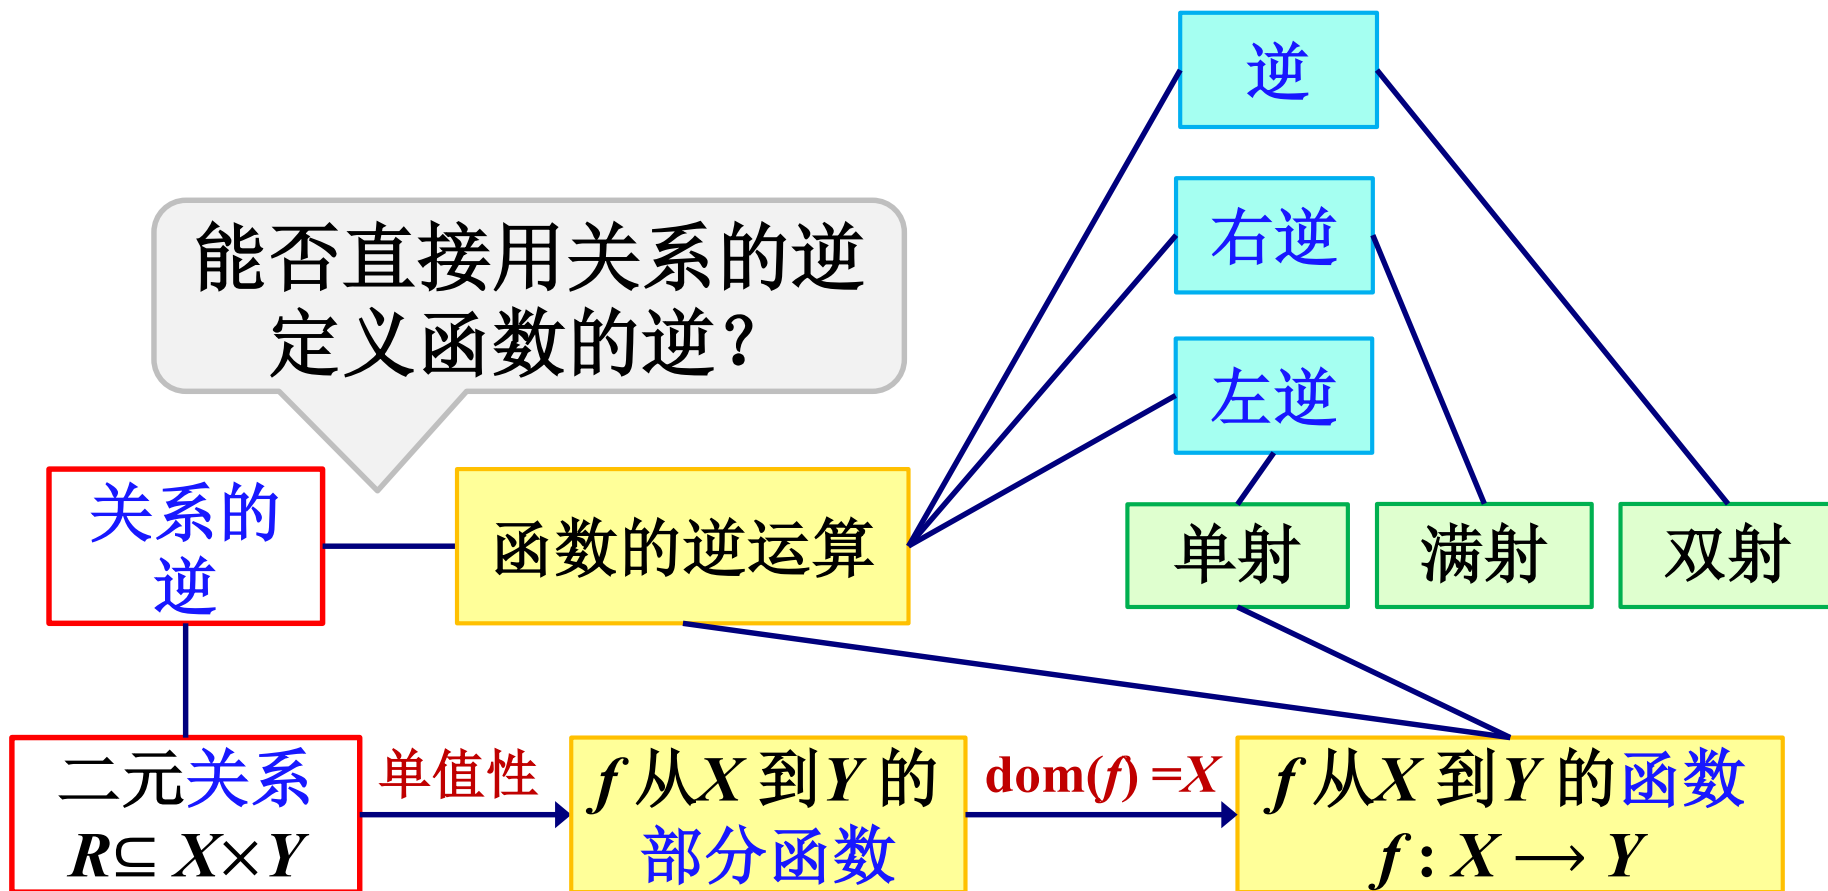 逆
右逆
能否直接用关系的逆
定义函数的逆？
左逆
关系的
逆
函数的逆运算
单射
满射
双射
二元关系
R⊆ X×Y
单值性
f 从X 到Y 的
部分函数
dom(f) =X
f 从X 到Y 的函数
f : X ⟶ Y